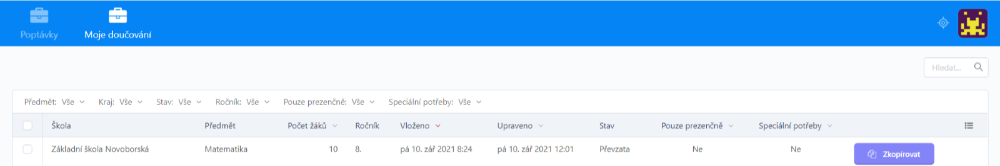 Poptávky Moje doučování
Hledat...
Předmět: Vše Kraj: Vše Stav: Vše Ročník: Vše Pouze prezenčně: Vše Speciální potřeby: Vše
Škola Předmět Počet žáků Ročník Vloženo Upraveno Stav Pouze prezenčně Speciální potřeby
Základní škola Novoborská Matematika 10 8. pá 10. zář 2021 8:24 pá 10. zář 2021 12:01 Převzata Ne Ne Zkopírovat